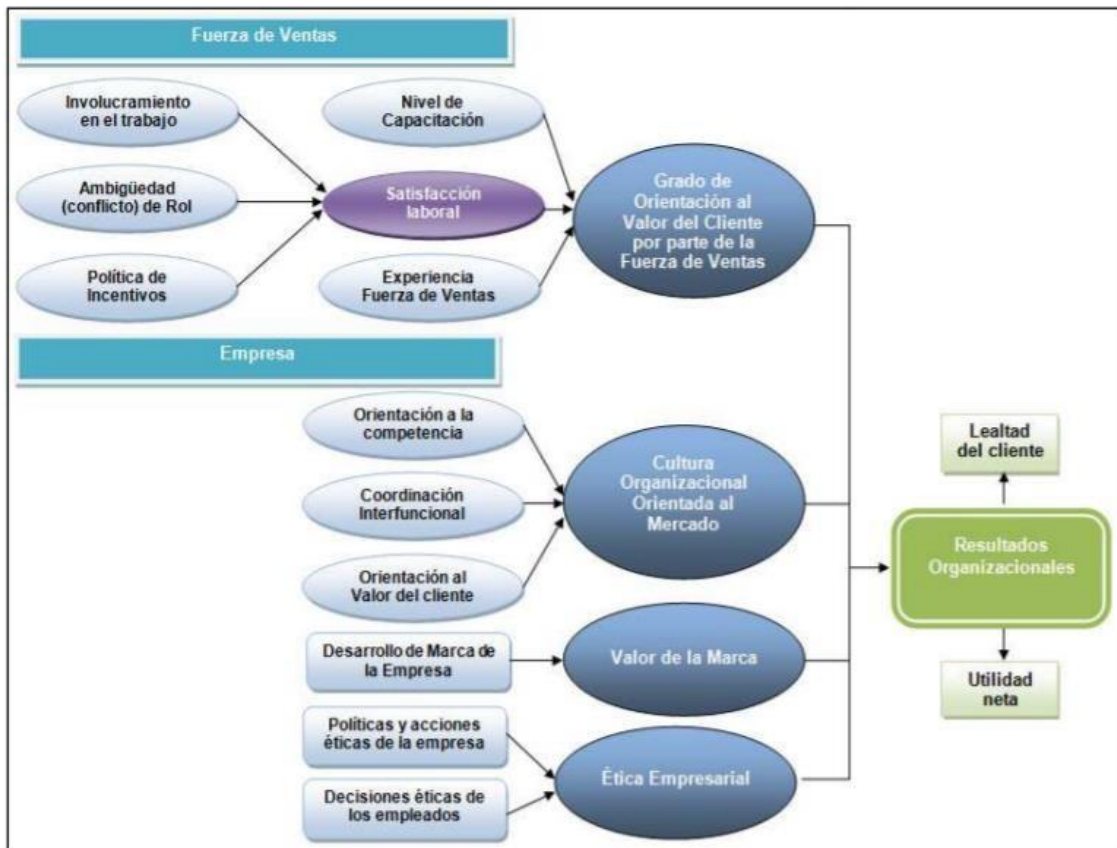 Fuerza de Ventas
Involucramiento
en el trabajo
Nivel de
Capacitación
Ambigüedad
(conflicto) de Rol
Satisfacción
laboral
Grado de
Orientación al
Valor del Cliente
por parte de la
Fuerza de Ventas
Política de
Incentivos
Experiencia
Fuerza de Ventas
Empresa
Orientación a la
competencia
Coordinación
Interfuncional
Orientación al
Valor del cliente
Cultura
Organizacional
Orientada al
Mercado
Desarrollo de Marca de
la Empresa
Valor de la Marca
Políticas y acciones
éticas de la empresa
Decisiones éticas de
los empleados
Ética Empresarial
Lealtad
del cliente
Resultados
Organizacionales
Utilidad
neta